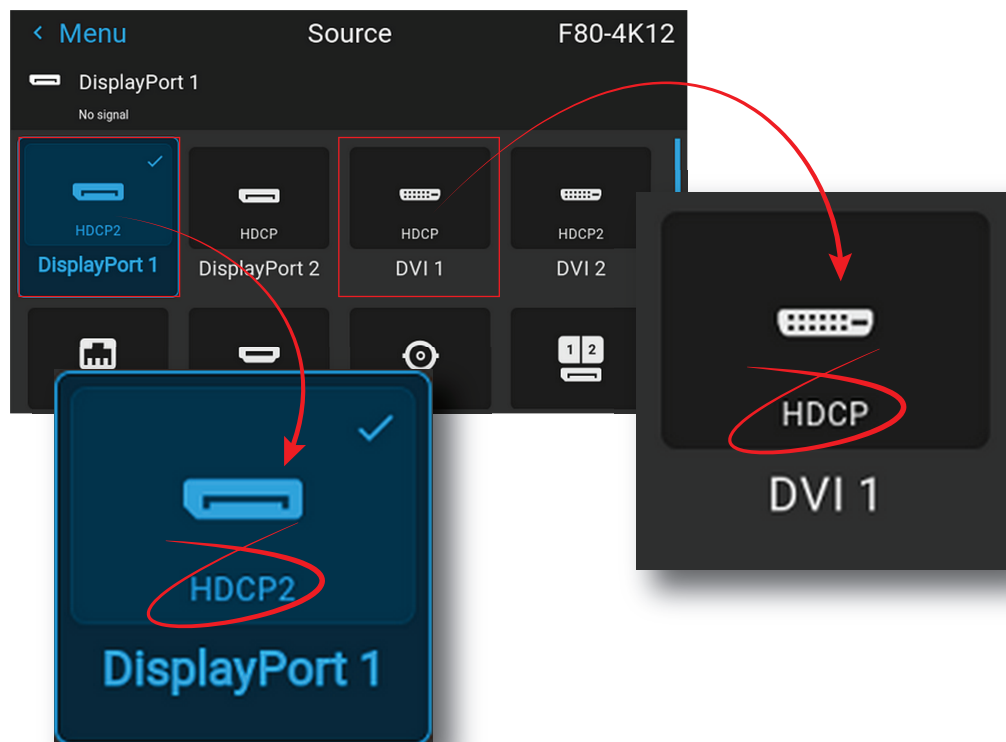 Menu Source F80-4K12
DisplayPort 1
No signal
HDCP2 HDCP HDCP HDCP2
DisplayPort 1 DisplayPort 2 DVI 1 DVI 2
1 2
HDCP
DVI 1
HDCP2
DisplayPort 1